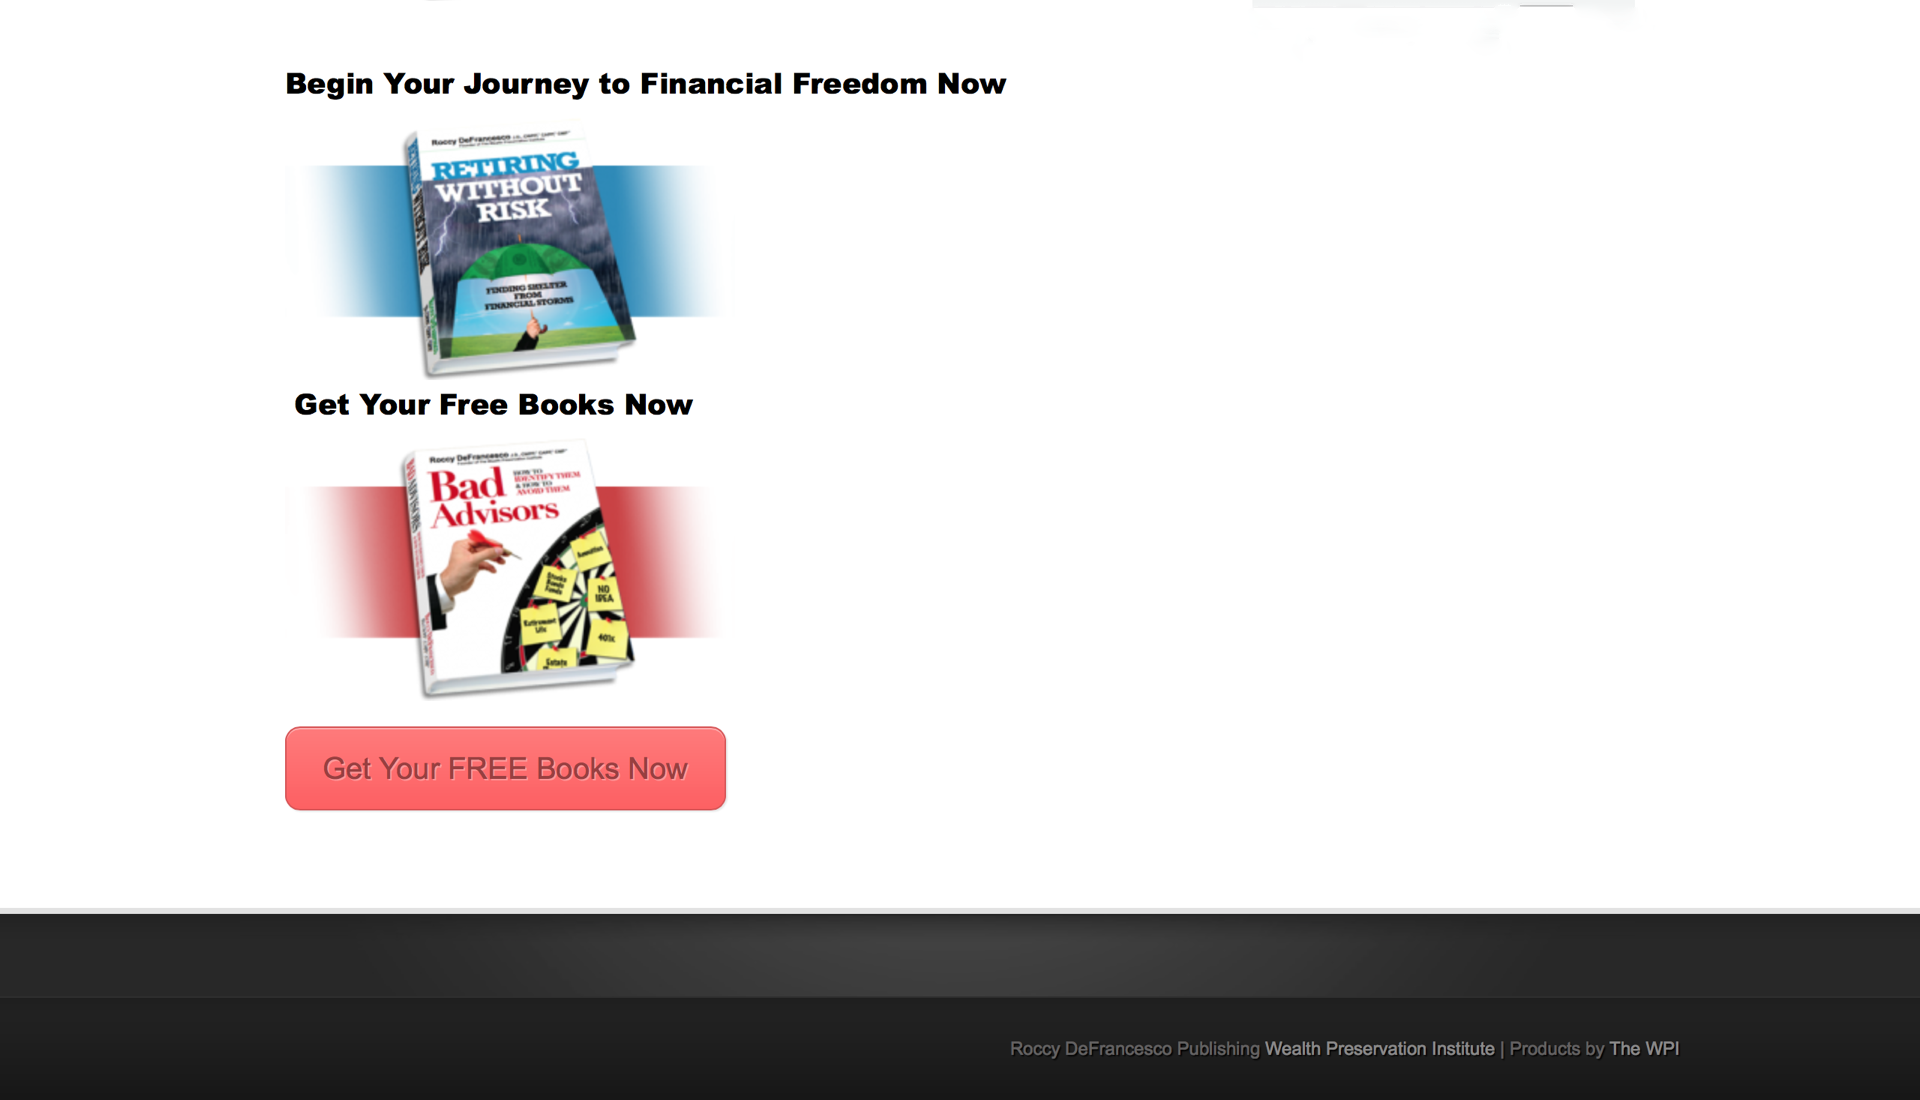 Begin Your Journey to Financial Freedom Now
Roccy DeFrancesco
RETIRING
WITHOUT
RISK
FINDING SHELTER
FROM
FINANCIAL STORMS
Get Your Free Books Now
Roccy DeFrancesco
Bad
Advisors
HOW TO
IDENTIFY THEM
& HOW TO
AVOID THEM
Annuities
Stocks
Bonds
Funds
NO
IDEA
Retirement
Life
401k
Estate
Get Your FREE Books Now
Roccy DeFrancesco Publishing Wealth Preservation Institute | Products by The WPI